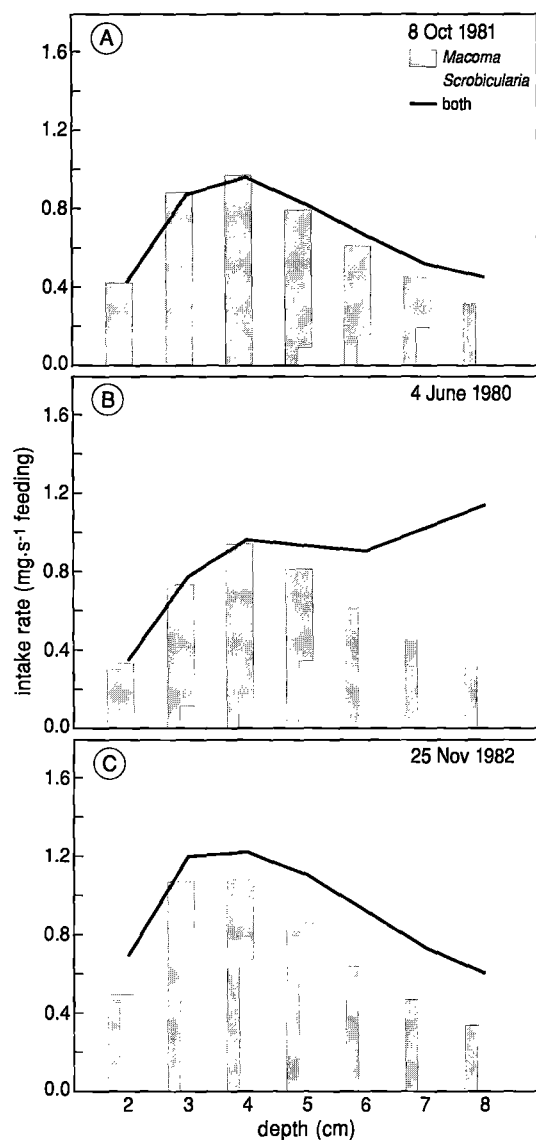 A
8 Oct 1981
Macoma
Scrobicularia
both
1.6
1.2
0.8
0.4
0.0
B
4 June 1980
1.6
1.2
0.8
0.4
0.0
intake rate (mg.s-1 feeding)
C
25 Nov 1982
1.6
1.2
0.8
0.4
0.0
2 3 4 5 6 7 8
depth (cm)